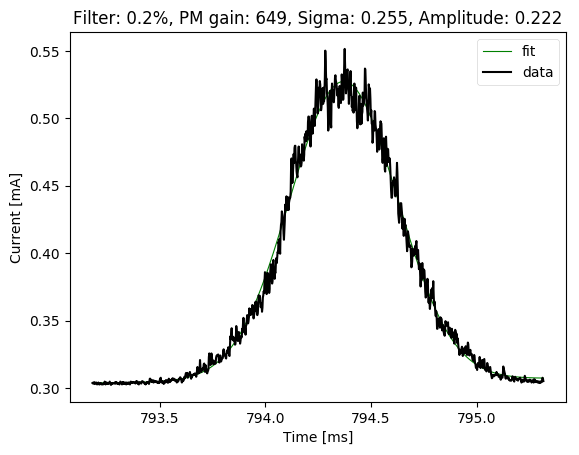 Filter: 0.2%, PM gain: 649, Sigma: 0.255, Amplitude: 0.222
fit
data
0.55
0.50
0.45
0.40
0.35
0.30
Current [mA]
793.5 794.0 794.5 795.0
Time [ms]